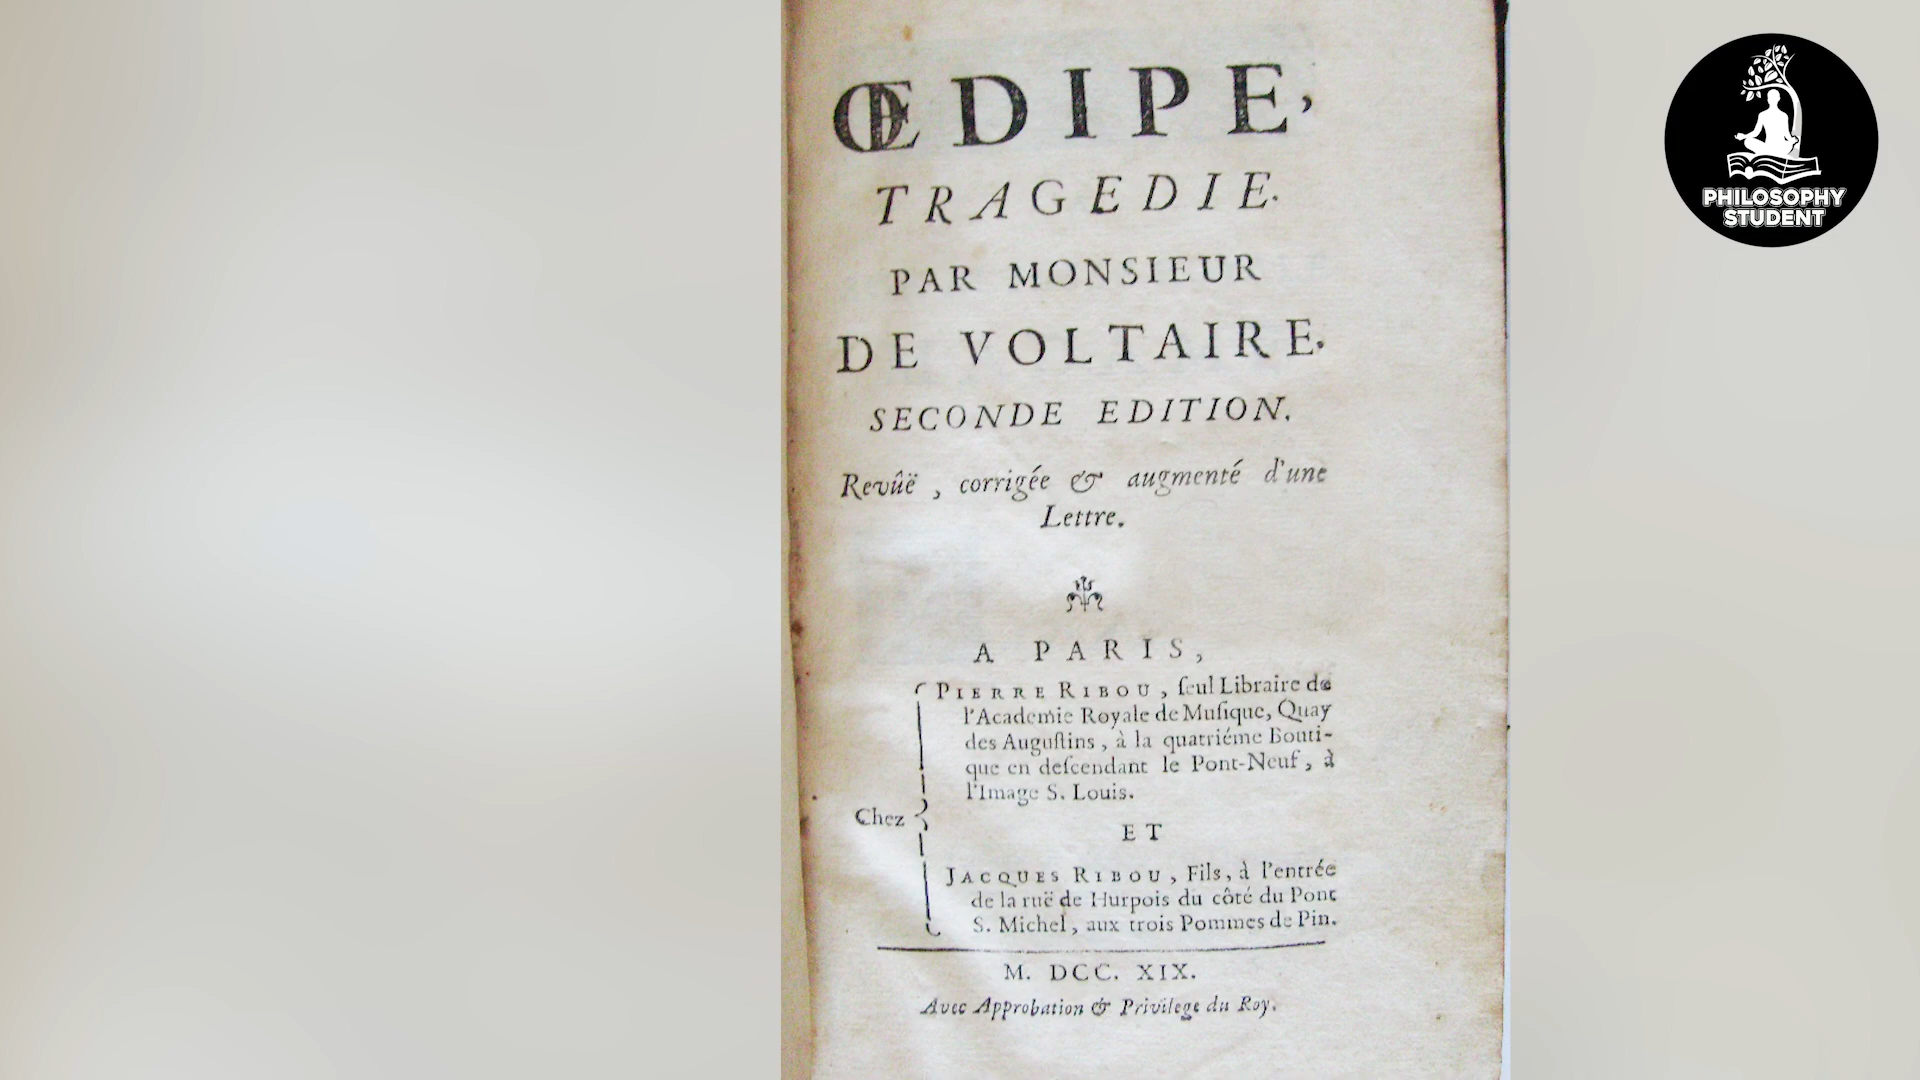 ŒDIPE,
TRAGEDIE.
PAR MONSIEUR
DE VOLTAIRE.
SECONDE EDITION.
Revûë, corrigée & augmenté d'une
Lettre.
A PARIS,
PIERRE RIBOU, ſeul Libraire de
l'Academie Royale de Muſique, Quay
des Auguſtins, à la quatriéme Bouti-
que en deſcendant le Pont-Neuf, à
l'Image S. Louis.
Chez
ET
JACQUES RIBOU, Fils, à l'entrée
de la ruë de Hurpois du côté du Pont
S. Michel, aux trois Pommes de Pin.
M. DCC. XIX.
Avec Approbation & Privilege du Roy.
PHILOSOPHY
STUDENT